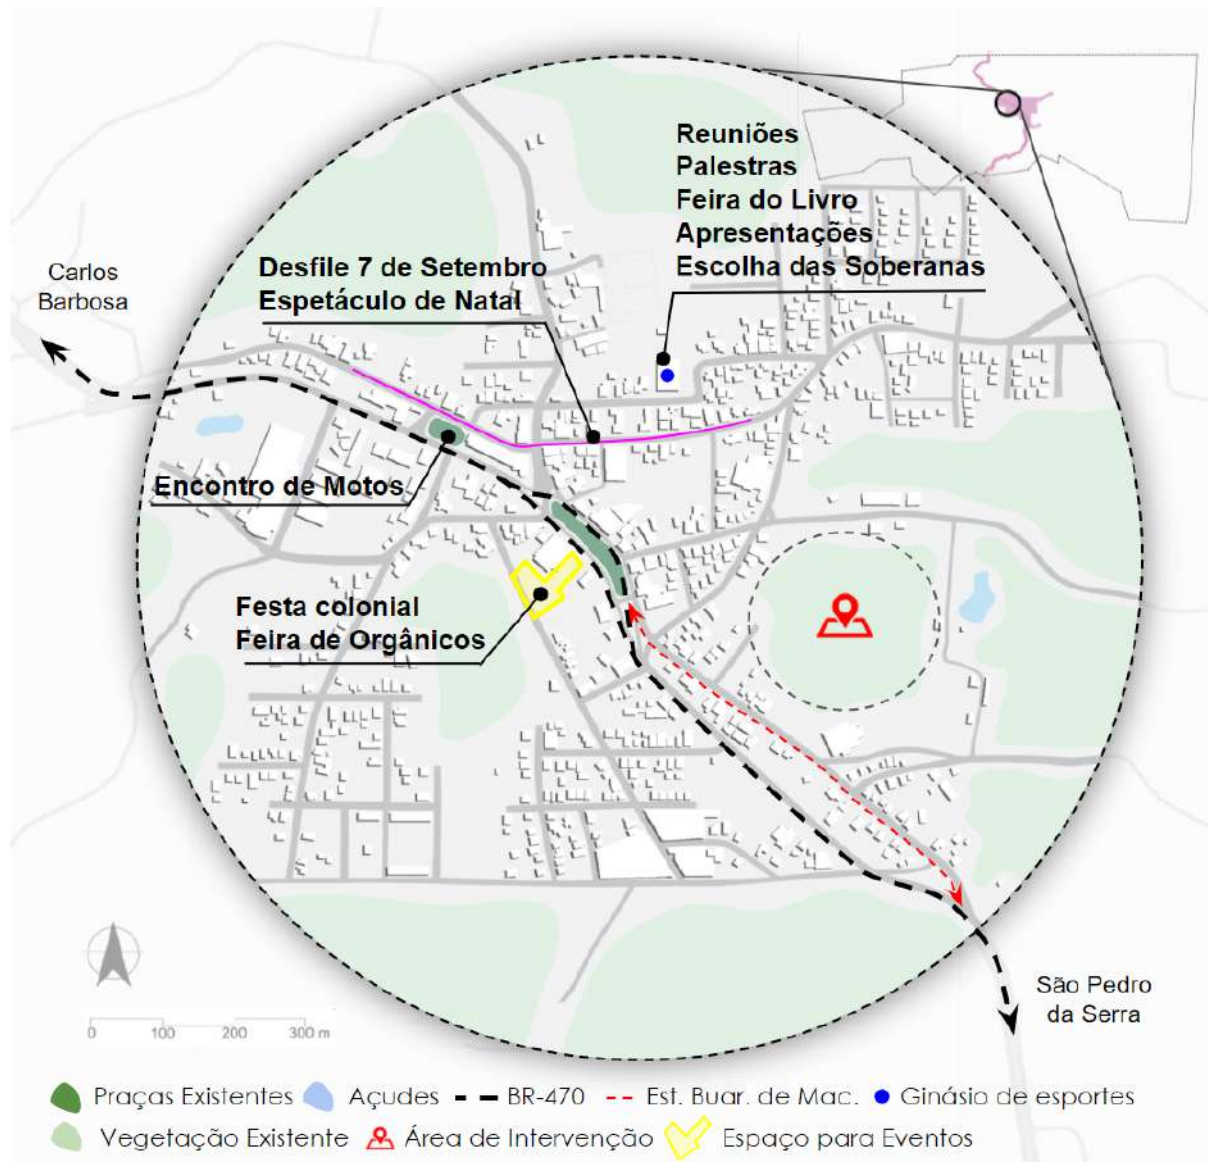 Reuniões
Palestras
Feira do Livro
Apresentações
Escolha das Soberanas
Carlos
Barbosa
Desfile 7 de Setembro
Espetáculo de Natal
Encontro de Motos
Festa colonial
Feira de Orgânicos
São Pedro
da Serra
0 100 200 300 m
Praças Existentes Açudes BR-470 Est. Buar. de Mac. Ginásio de esportes
Vegetação Existente Área de Intervenção Espaço para Eventos